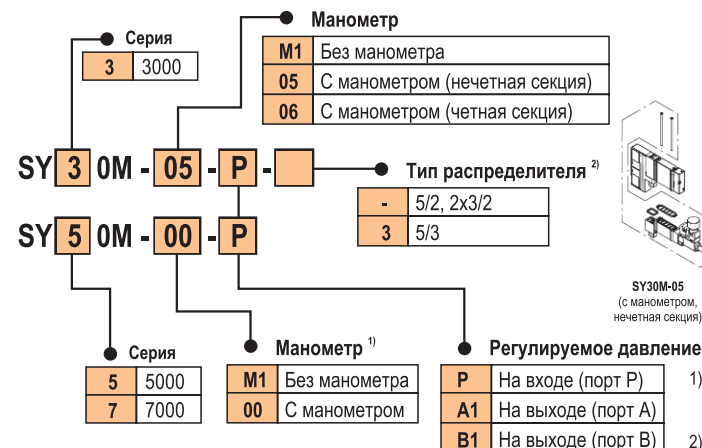 Манометр
Серия
3 3000
M1 Без манометра
05 С манометром (нечетная секция)
06 С манометром (четная секция)
SY 3 0M - 05 - P -
Тип распределителя 2)
- 5/2, 2x3/2
3 5/3
SY 5 0M - 00 - P
SY30M-05
(с манометром,
нечетная секция)
Серия
5 5000
7 7000
Манометр 1)
M1 Без манометра
00 С манометром
Регулируемое давление
P На входе (порт P)
A1 На выходе (порт A)
B1 На выходе (порт B)
1)
2)